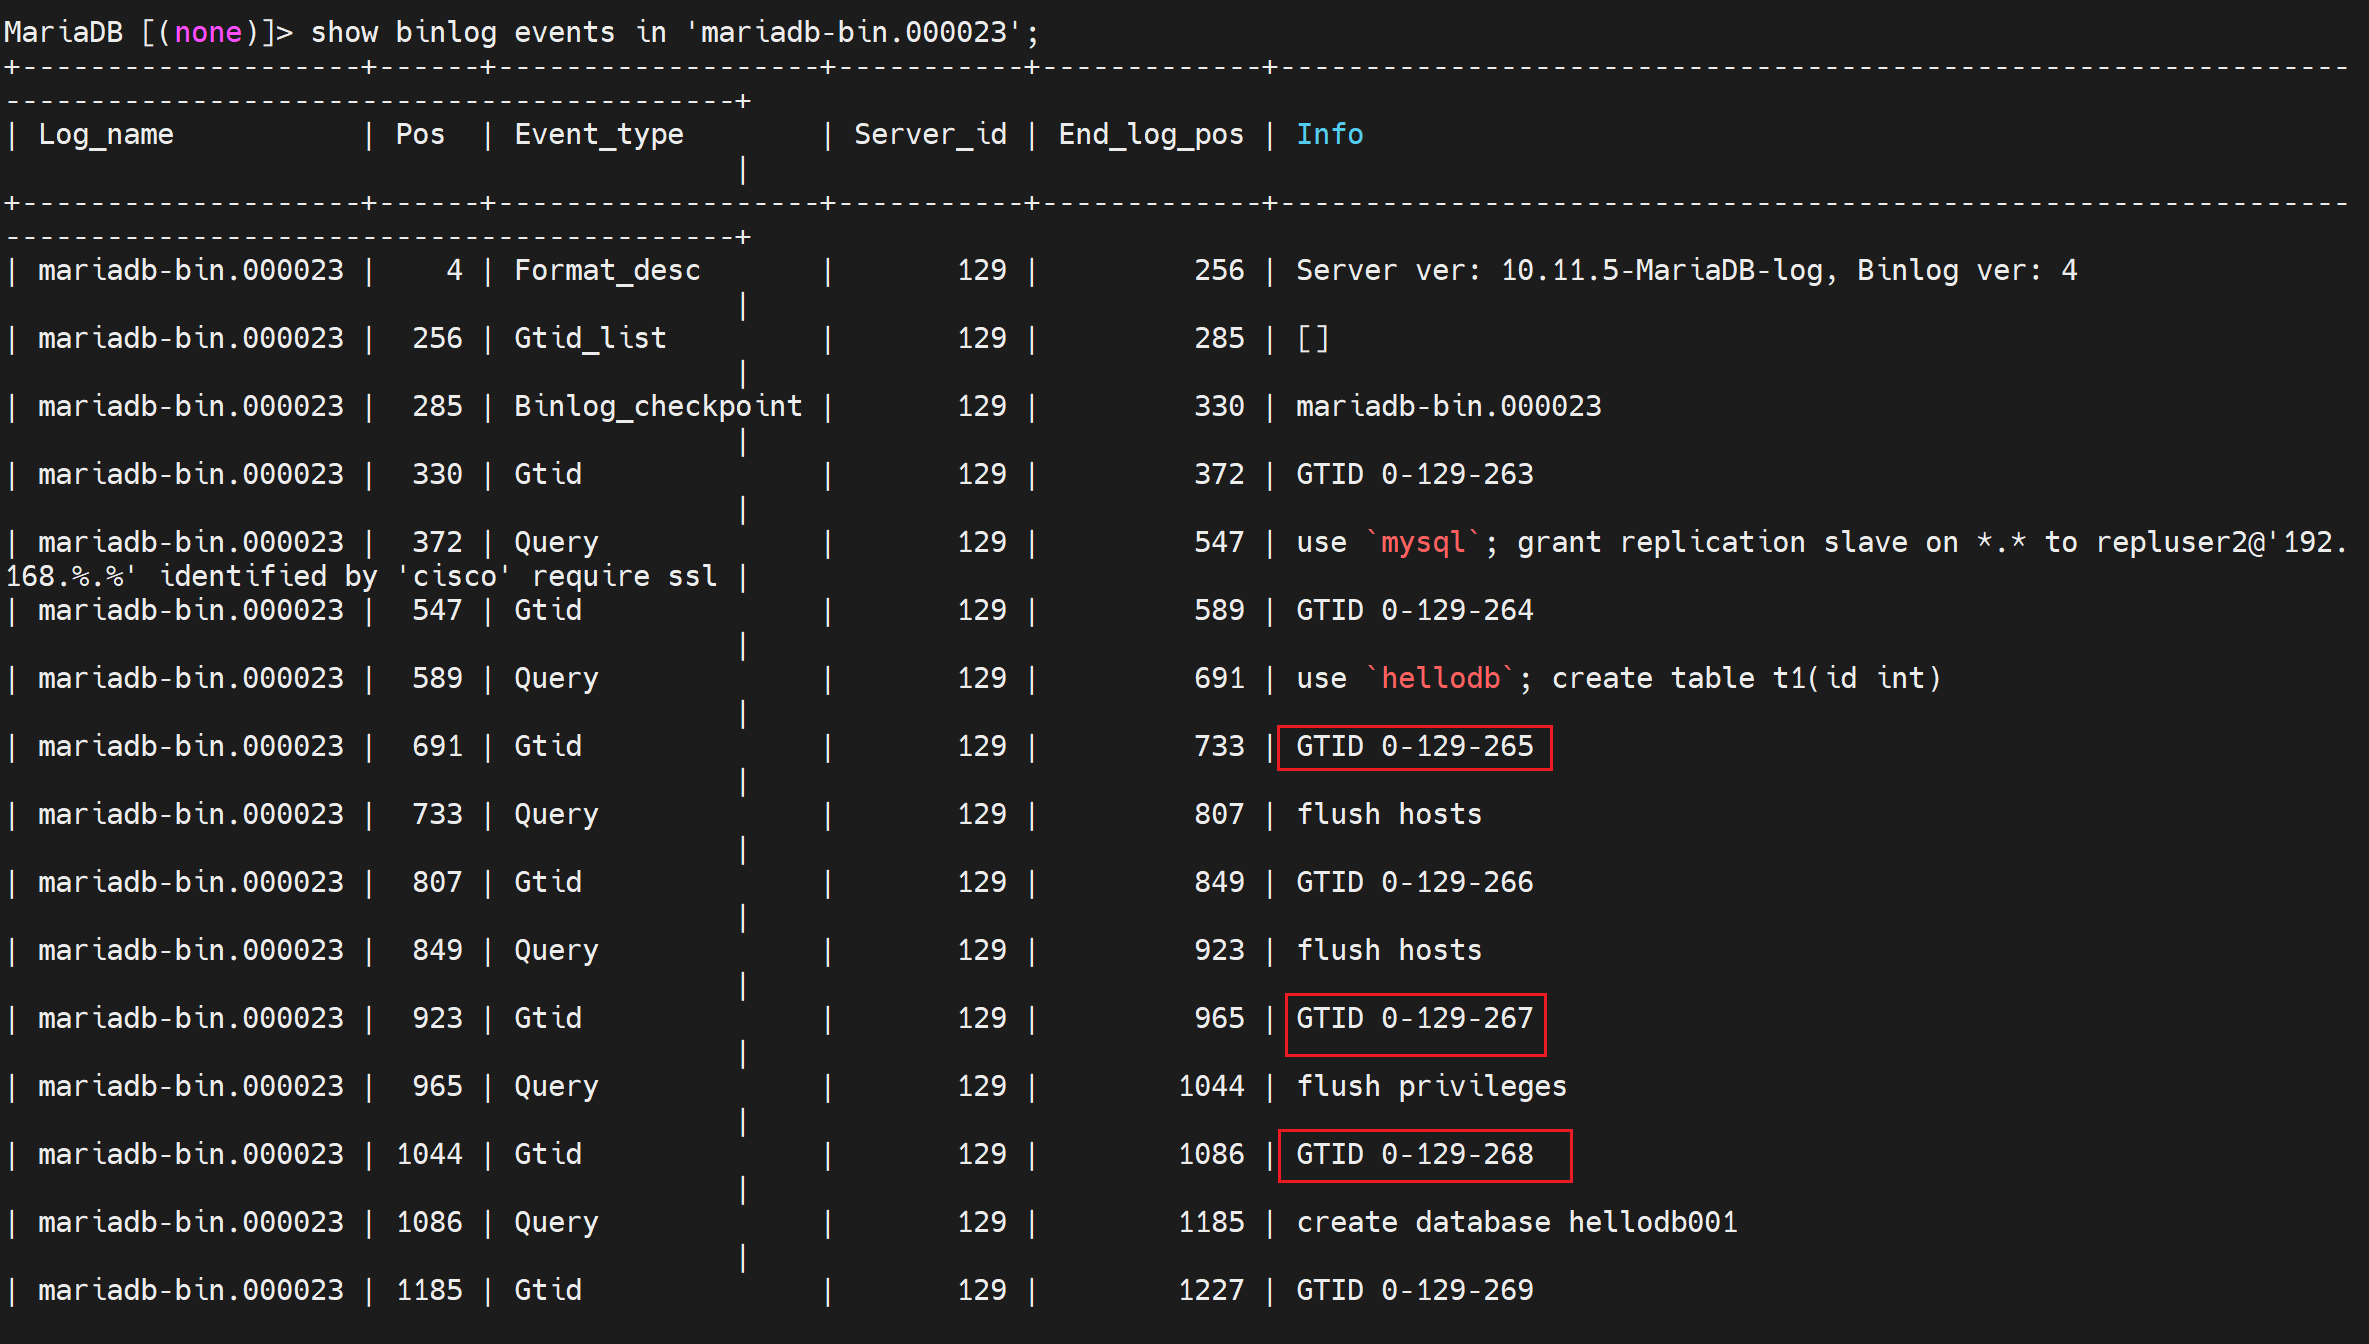 MariaDB [(none)]> show binlog events in 'mariadb-bin.000023';
+--------------------+------+-------------------+-----------+-------------+---------------------------------------------------------------
-------------------------------------------+
| Log_name           | Pos  | Event_type        | Server_id | End_log_pos | Info
                                           |
+--------------------+------+-------------------+-----------+-------------+---------------------------------------------------------------
-------------------------------------------+
| mariadb-bin.000023 |    4 | Format_desc       |       129 |         256 | Server ver: 10.11.5-MariaDB-log, Binlog ver: 4
                                           |
| mariadb-bin.000023 |  256 | Gtid_list         |       129 |         285 | []
                                           |
| mariadb-bin.000023 |  285 | Binlog_checkpoint |       129 |         330 | mariadb-bin.000023
                                           |
| mariadb-bin.000023 |  330 | Gtid              |       129 |         372 | GTID 0-129-263
                                           |
| mariadb-bin.000023 |  372 | Query             |       129 |         547 | use `mysql`; grant replication slave on *.* to repluser2@'192.
168.%.%' identified by 'cisco' require ssl |
| mariadb-bin.000023 |  547 | Gtid              |       129 |         589 | GTID 0-129-264
                                           |
| mariadb-bin.000023 |  589 | Query             |       129 |         691 | use `hellodb`; create table t1(id int)
                                           |
| mariadb-bin.000023 |  691 | Gtid              |       129 |         733 | GTID 0-129-265
                                           |
| mariadb-bin.000023 |  733 | Query             |       129 |         807 | flush hosts
                                           |
| mariadb-bin.000023 |  807 | Gtid              |       129 |         849 | GTID 0-129-266
                                           |
| mariadb-bin.000023 |  849 | Query             |       129 |         923 | flush hosts
                                           |
| mariadb-bin.000023 |  923 | Gtid              |       129 |         965 | GTID 0-129-267
                                           |
| mariadb-bin.000023 |  965 | Query             |       129 |        1044 | flush privileges
                                           |
| mariadb-bin.000023 | 1044 | Gtid              |       129 |        1086 | GTID 0-129-268
                                           |
| mariadb-bin.000023 | 1086 | Query             |       129 |        1185 | create database hellodb001
                                           |
| mariadb-bin.000023 | 1185 | Gtid              |       129 |        1227 | GTID 0-129-269